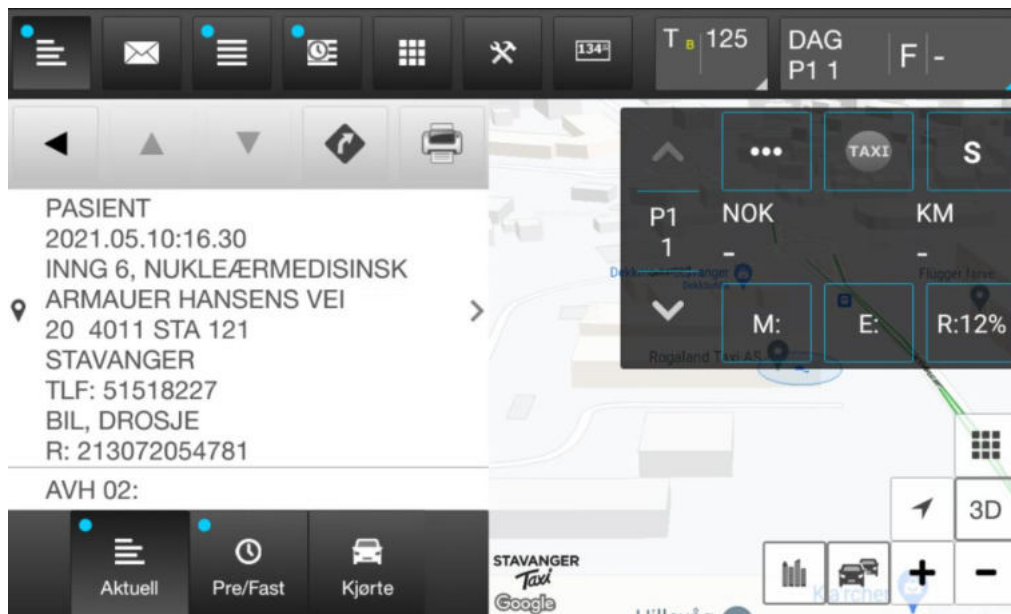 134
T B 125
DAG
P1 1
F -
PASIENT
2021.05.10:16.30
INNG 6, NUKLEÆRMEDISINSK
ARMAUER HANSENS VEI
20 4011 STA 121
STAVANGER
TLF: 51518227
BIL, DROSJE
R: 213072054781
AVH 02:
Aktuell
Pre/Fast
Kjørte
TAXI
S
P1
1
NOK
-
KM
-
M:
E:
R:12%
Flugger farve
Rogaland Taxi AS
3D
STAVANGER
Taxi
Google
+
-